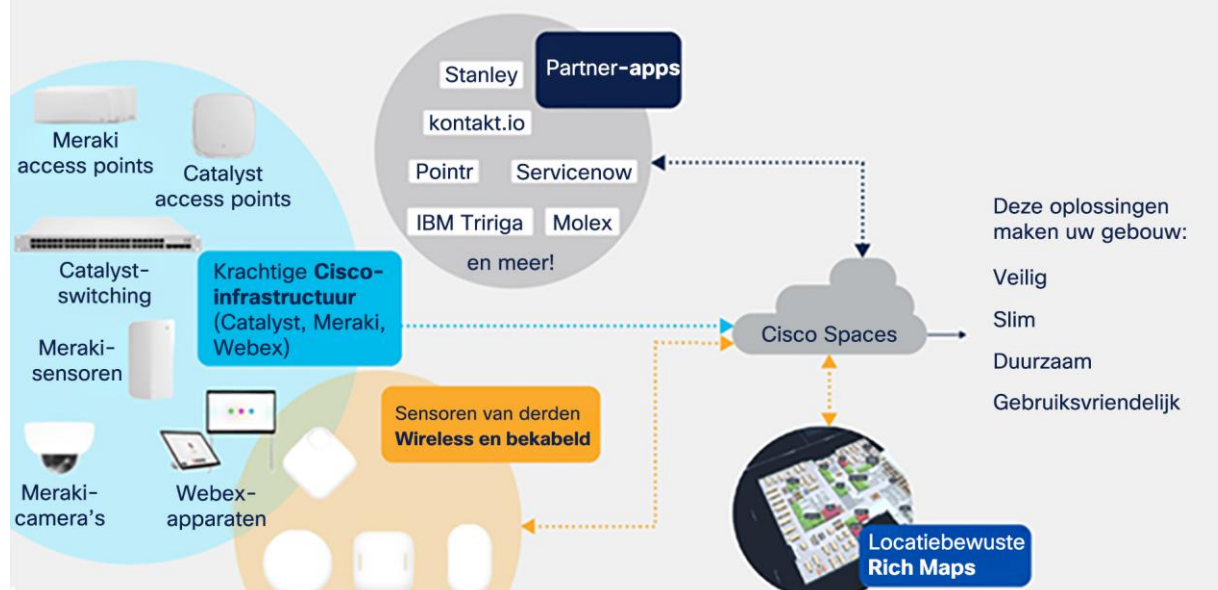 Stanley
Partner-apps
kontakt.io
Pointr
Servicenow
IBM Tririga
Molex
en meer!
Meraki
access points
Catalyst
access points
Catalyst-
switching
Meraki-
sensoren
Meraki-
camera's
Webex-
apparaten
Krachtige Cisco-
infrastructuur
(Catalyst, Meraki,
Webex)
Sensoren van derden
Wireless en bekabeld
Cisco Spaces
Locatiebewuste
Rich Maps
Deze oplossingen
maken uw gebouw:
Veilig
Slim
Duurzaam
Gebruiksvriendelijk